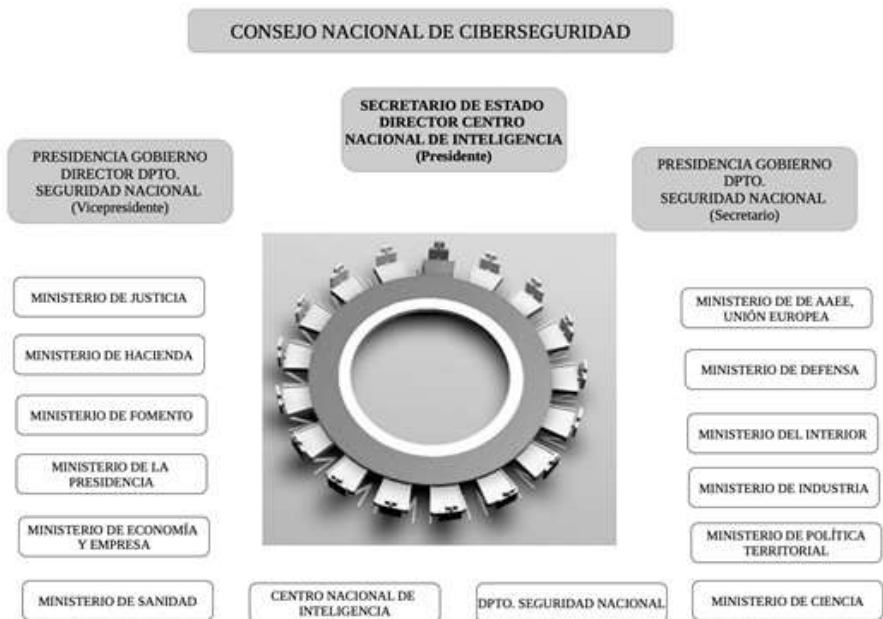 CONSEJO NACIONAL DE CIBERSEGURIDAD
SECRETARIO DE ESTADO
DIRECTOR CENTRO
NACIONAL DE INTELIGENCIA
(Presidente)
PRESIDENCIA GOBIERNO
DIRECTOR DPTO.
SEGURIDAD NACIONAL
(Vicepresidente)
PRESIDENCIA GOBIERNO
DPTO.
SEGURIDAD NACIONAL
(Secretario)
MINISTERIO DE JUSTICIA
MINISTERIO DE HACIENDA
MINISTERIO DE FOMENTO
MINISTERIO DE LA
PRESIDENCIA
MINISTERIO DE ECONOMÍA
Y EMPRESA
MINISTERIO DE SANIDAD
CENTRO NACIONAL DE
INTELIGENCIA
DPTO. SEGURIDAD NACIONAL
MINISTERIO DE DE AAEE,
UNIÓN EUROPEA
MINISTERIO DE DEFENSA
MINISTERIO DEL INTERIOR
MINISTERIO DE INDUSTRIA
MINISTERIO DE POLÍTICA
TERRITORIAL
MINISTERIO DE CIENCIA